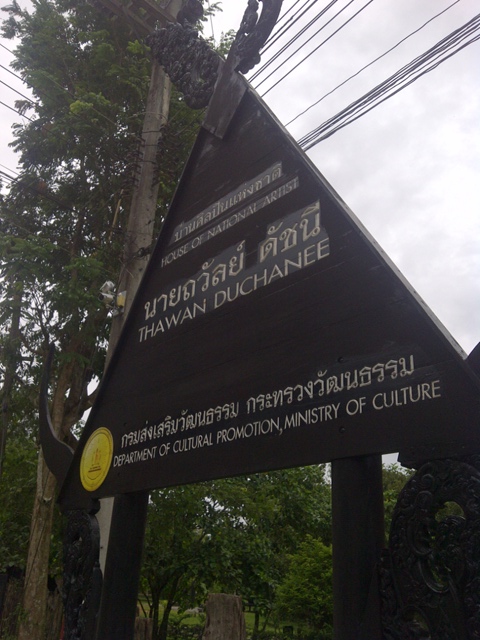 บ้านศิลปินแห่งชาติ
HOUSE OF NATIONAL ARTIST
นายถวัลย์ ดัชนี
THAWAN DUCHANEE
กรมส่งเสริมวัฒนธรรม กระทรวงวัฒนธรรม
DEPARTMENT OF CULTURAL PROMOTION, MINISTRY OF CULTURE